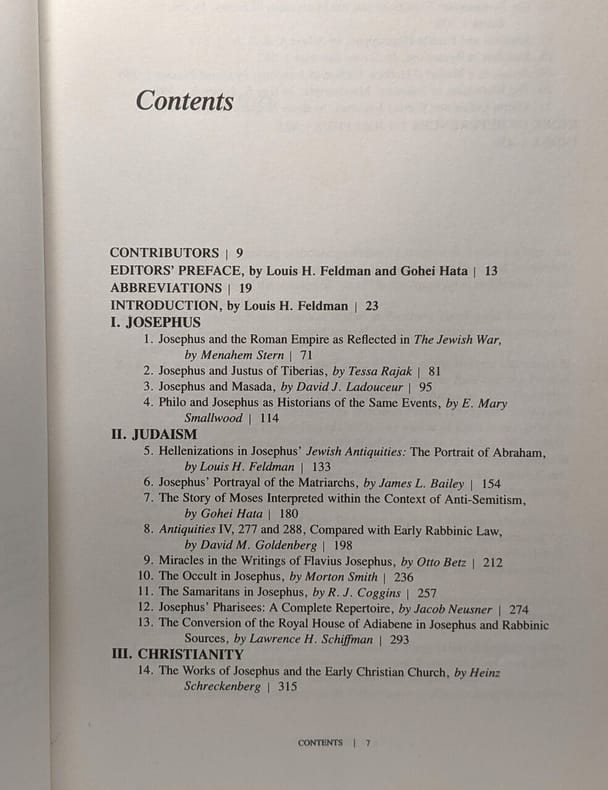 Contents
CONTRIBUTORS | 9
EDITORS' PREFACE, by Louis H. Feldman and Gohei Hata | 13
ABBREVIATIONS | 19
INTRODUCTION, by Louis H. Feldman | 23
I. JOSEPHUS
1. Josephus and the Roman Empire as Reflected in The Jewish War,
by Menahem Stern | 71
2. Josephus and Justus of Tiberias, by Tessa Rajak | 81
3. Josephus and Masada, by David J. Ladouceur | 95
4. Philo and Josephus as Historians of the Same Events, by E. Mary
Smallwood | 114
II. JUDAISM
5. Hellenizations in Josephus' Jewish Antiquities: The Portrait of Abraham,
by Louis H. Feldman | 133
6. Josephus' Portrayal of the Matriarchs, by James L. Bailey | 154
7. The Story of Moses Interpreted within the Context of Anti-Semitism,
by Gohei Hata | 180
8. Antiquities IV, 277 and 288, Compared with Early Rabbinic Law,
by David M. Goldenberg | 198
9. Miracles in the Writings of Flavius Josephus, by Otto Betz | 212
10. The Occult in Josephus, by Morton Smith | 236
11. The Samaritans in Josephus, by R. J. Coggins | 257
12. Josephus' Pharisees: A Complete Repertoire, by Jacob Neusner | 274
13. The Conversion of the Royal House of Adiabene in Josephus and Rabbinic
Sources, by Lawrence H. Schiffman | 293
III. CHRISTIANITY
14. The Works of Josephus and the Early Christian Church, by Heinz
Schreckenberg | 315
CONTENTS | 7